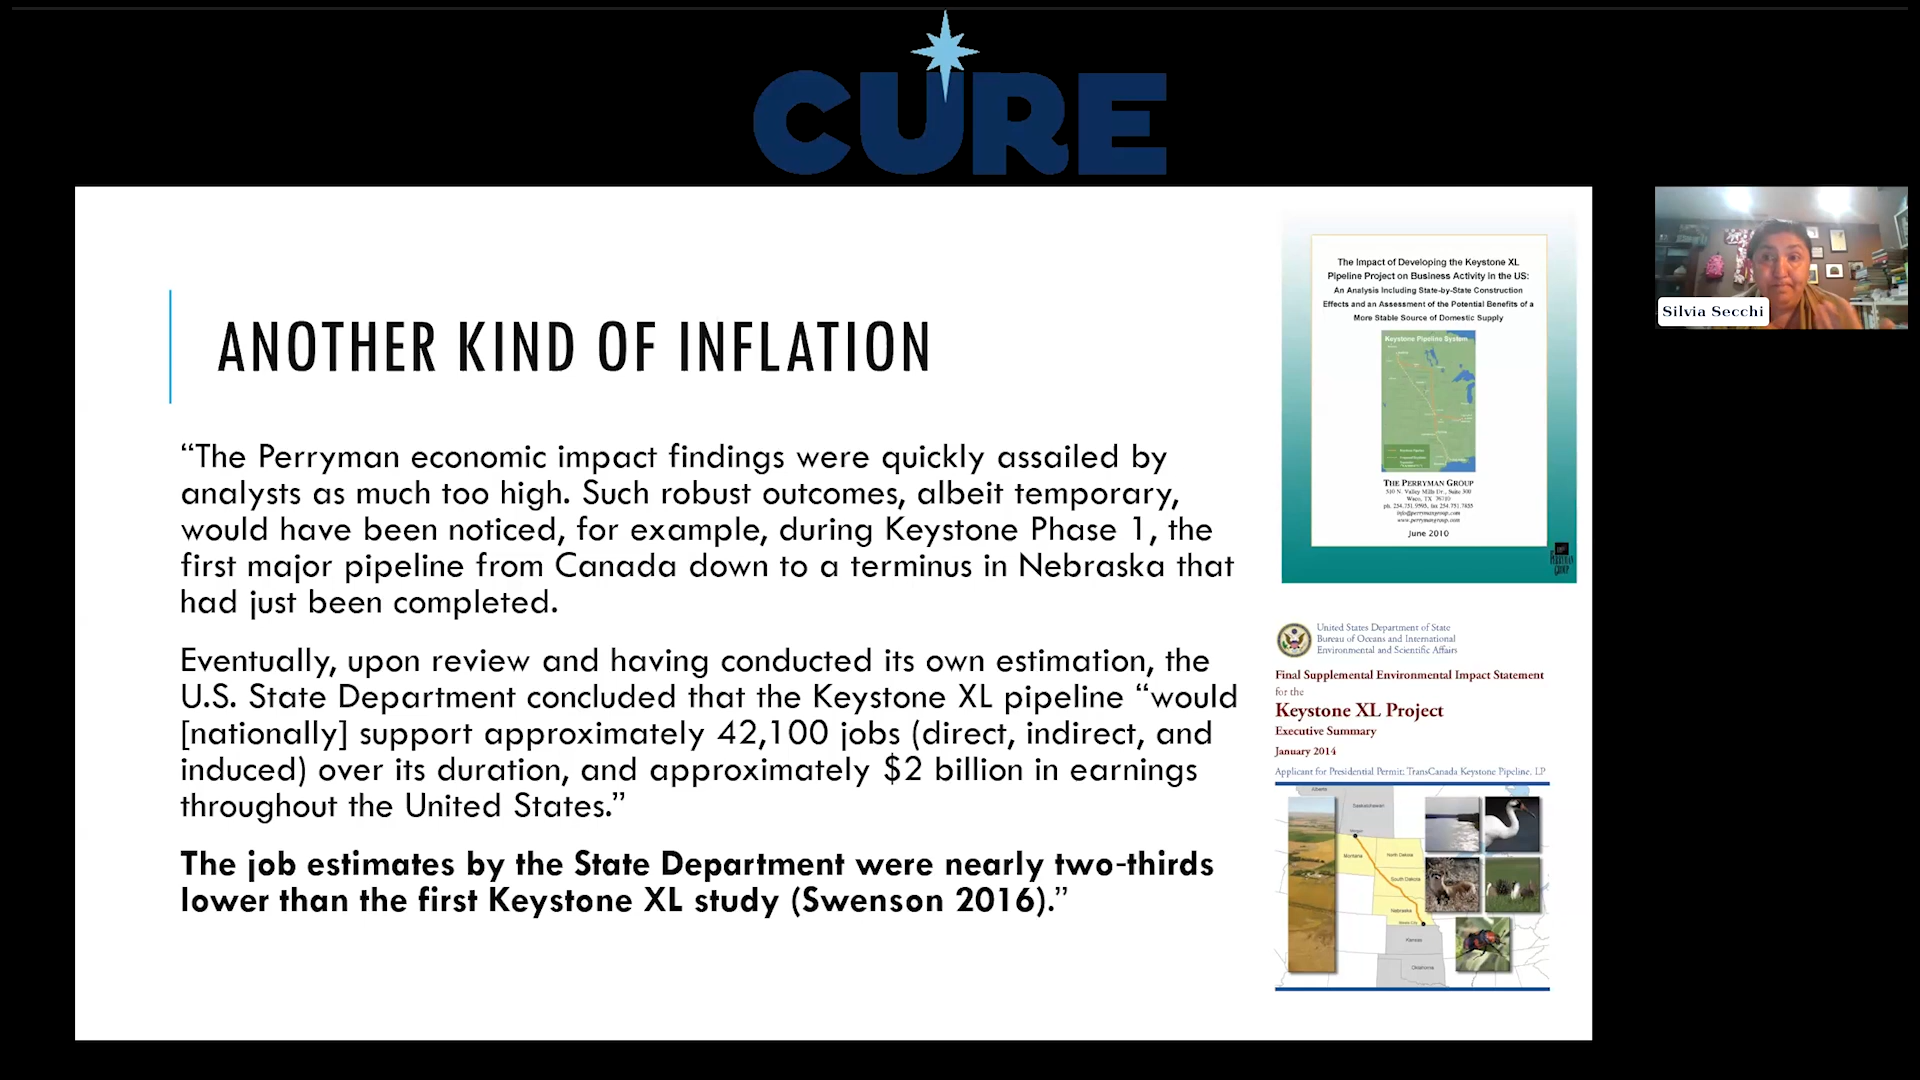 CURE
ANOTHER KIND OF INFLATION
“The Perryman economic impact findings were quickly assailed by
analysts as much too high. Such robust outcomes, albeit temporary,
would have been noticed, for example, during Keystone Phase 1, the
first major pipeline from Canada down to a terminus in Nebraska that
had just been completed.
Eventually, upon review and having conducted its own estimation, the
U.S. State Department concluded that the Keystone XL pipeline “would
[nationally] support approximately 42,100 jobs (direct, indirect, and
induced) over its duration, and approximately $2 billion in earnings
throughout the United States.”
The job estimates by the State Department were nearly two-thirds
lower than the first Keystone XL study (Swenson 2016).”
The Impact of Developing the Keystone XL
Pipeline Project on Business Activity in the US:
An Analysis Including State-by-State Construction
Effects and an Assessment of the Potential Benefits of a
More Stable Source of Domestic Supply
Keystone Pipeline System
THE PERRYMAN GROUP
510 N. Valley Mills Dr., Suite 300
Waco, TX 76710
ph. 254.751.9595, fax 254.751.7855
info@perrymangroup.com
www.perrymangroup.com
June 2010
PERRYMAN
GROUP
United States Department of State
Bureau of Oceans and International
Environmental and Scientific Affairs
Final Supplemental Environmental Impact Statement
for the
Keystone XL Project
Executive Summary
January 2014
Applicant for Presidential Permit: TransCanada Keystone Pipeline, LP
Alberta
Saskatchewan
Morgan
Montana
North Dakota
South Dakota
Nebraska
Steele City
Kansas
Oklahoma
Silvia Secchi